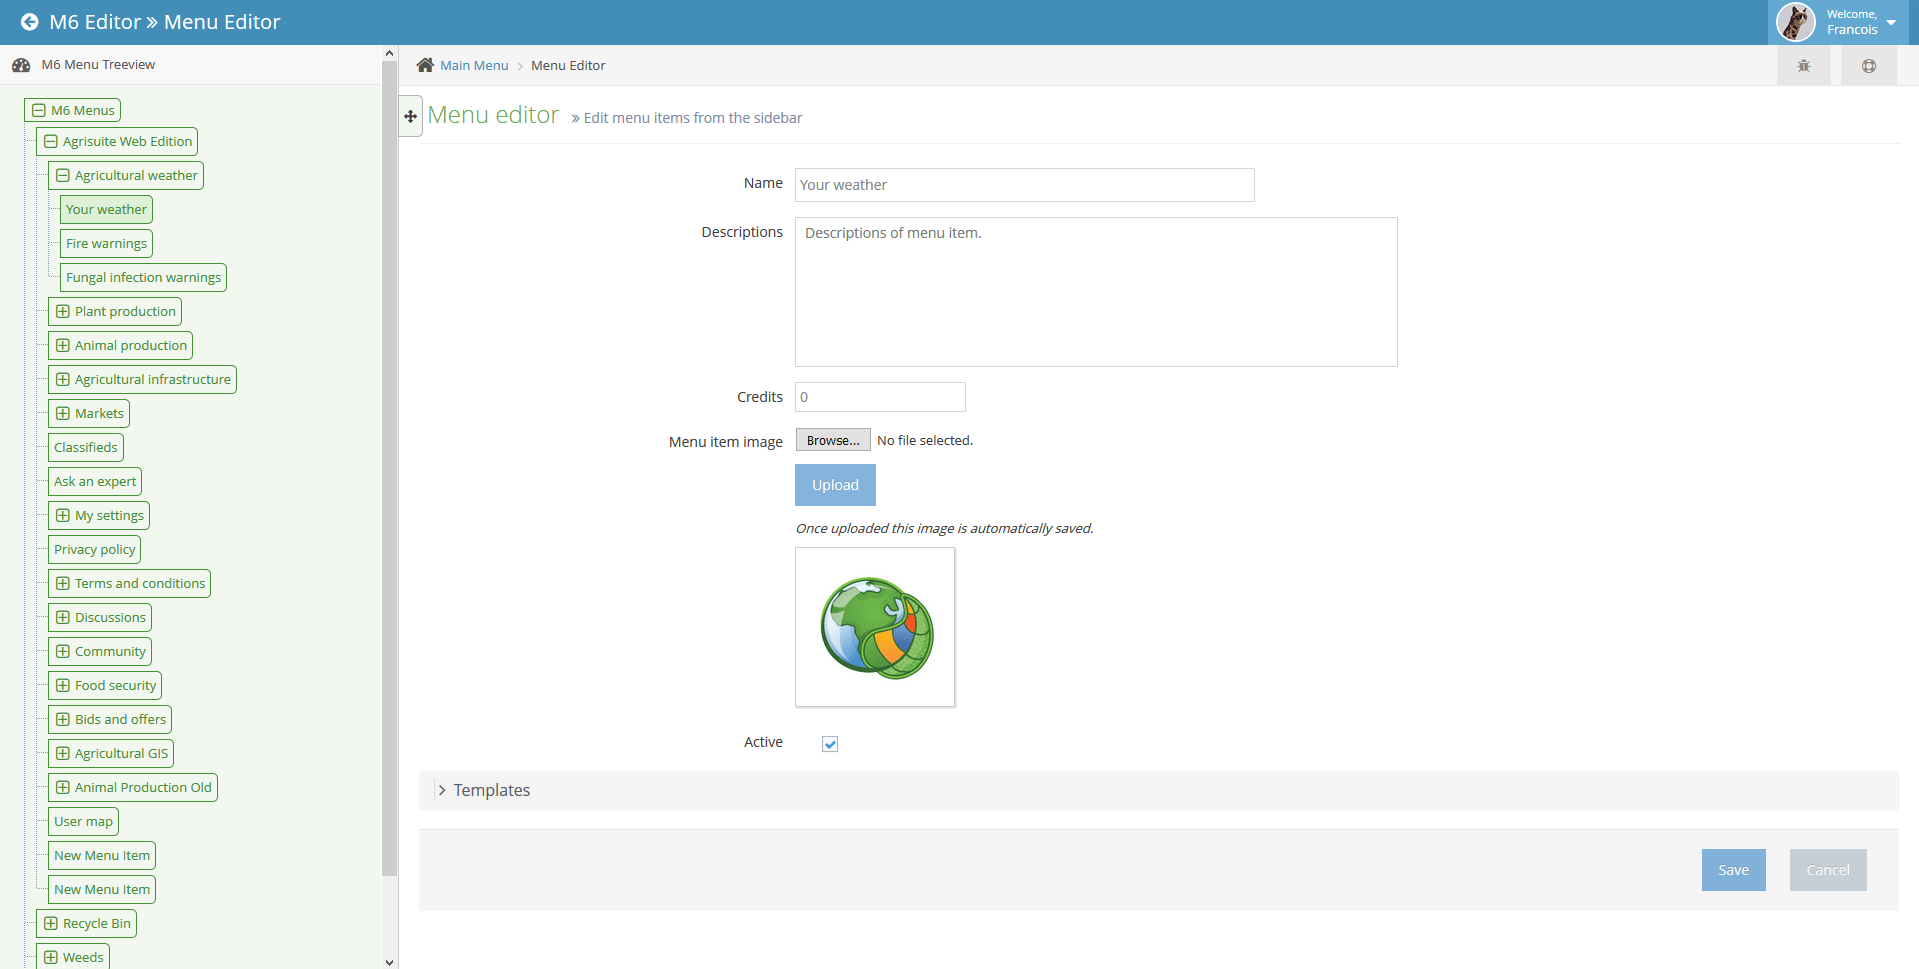 M6 Editor » Menu Editor
Welcome,
Francois
M6 Menu Treeview
Main Menu > Menu Editor
M6 Menus
Agrisuite Web Edition
Agricultural weather
Your weather
Fire warnings
Fungal infection warnings
Plant production
Animal production
Agricultural infrastructure
Markets
Classifieds
Ask an expert
My settings
Privacy policy
Terms and conditions
Discussions
Community
Food security
Bids and offers
Agricultural GIS
Animal Production Old
User map
New Menu Item
New Menu Item
Recycle Bin
Weeds
Menu editor » Edit menu items from the sidebar
Name Your weather
Descriptions Descriptions of menu item.
Credits 0
Menu item image Browse... No file selected.
Upload
Once uploaded this image is automatically saved.
Active
Templates
Save Cancel